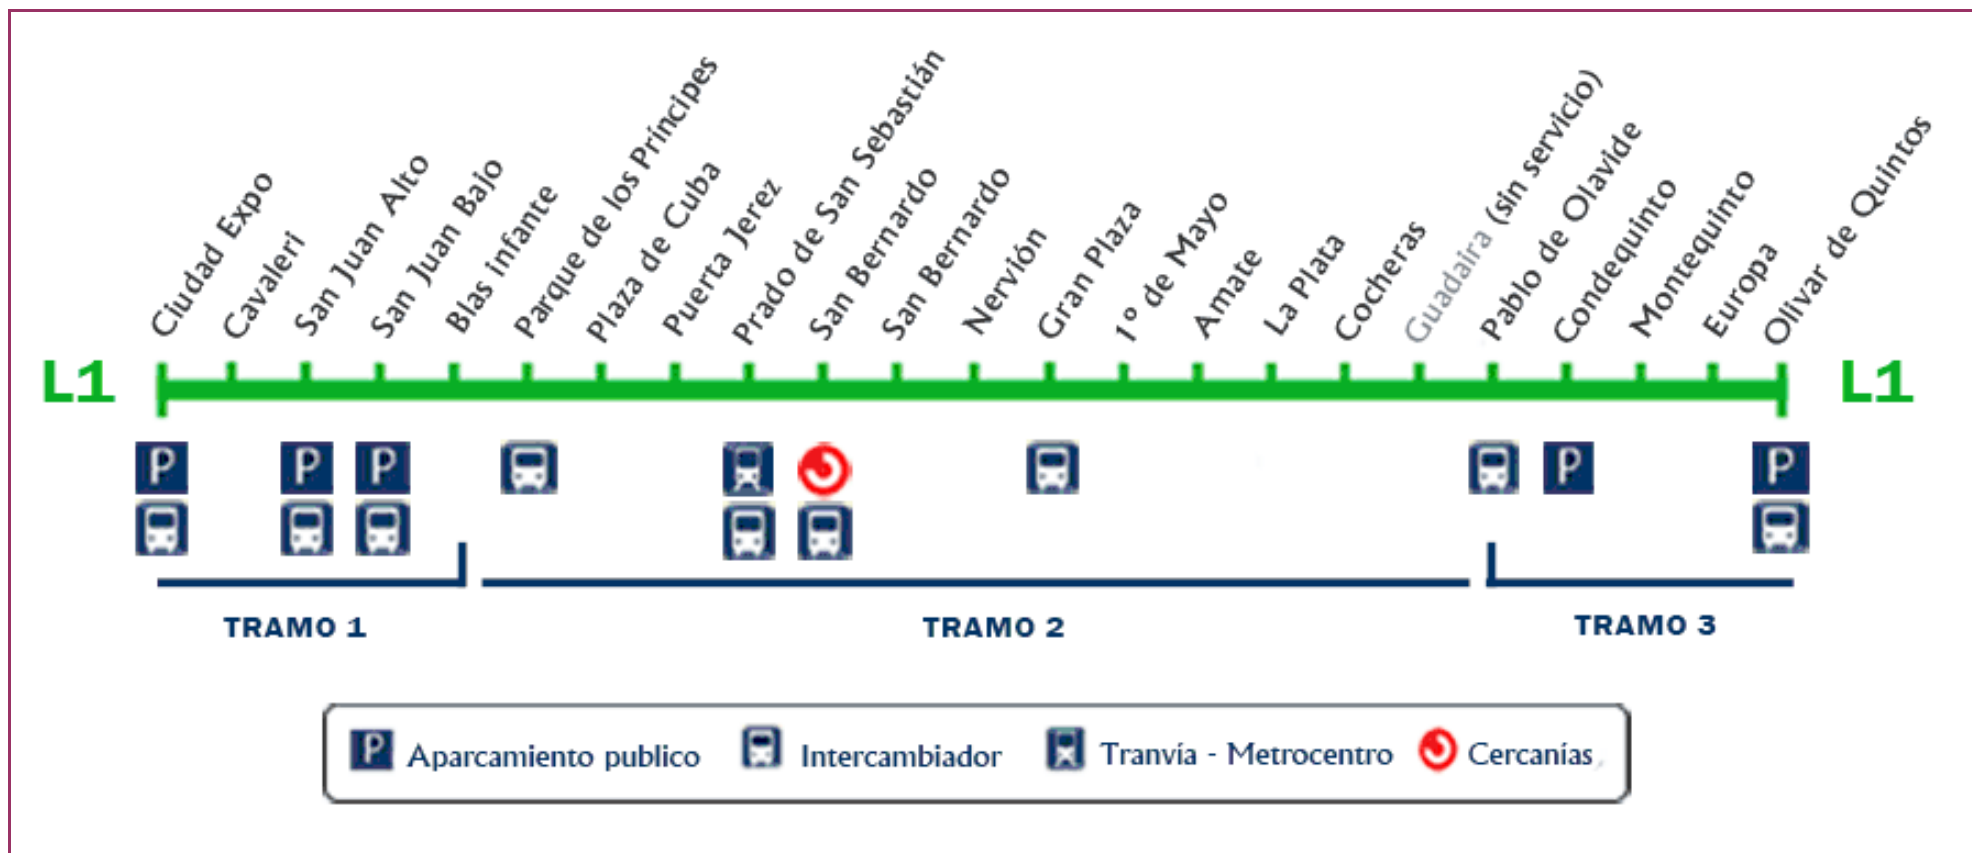 Ciudad Expo
Cavaleri
San Juan Alto
San Juan Bajo
Blas infante
Parque de los Príncipes
Plaza de Cuba
Puerta Jerez
Prado de San Sebastián
San Bernardo
San Bernardo
Nervión
Gran Plaza
1º de Mayo
Amate
La Plata
Cocheras
Guadaira (sin servicio)
Pablo de Olavide
Condequinto
Montequinto
Europa
Olivar de Quintos
L1
L1
P
P
P
P
P
TRAMO 1
TRAMO 2
TRAMO 3
P Aparcamiento publico
Intercambiador
Tranvía - Metrocentro
Cercanías